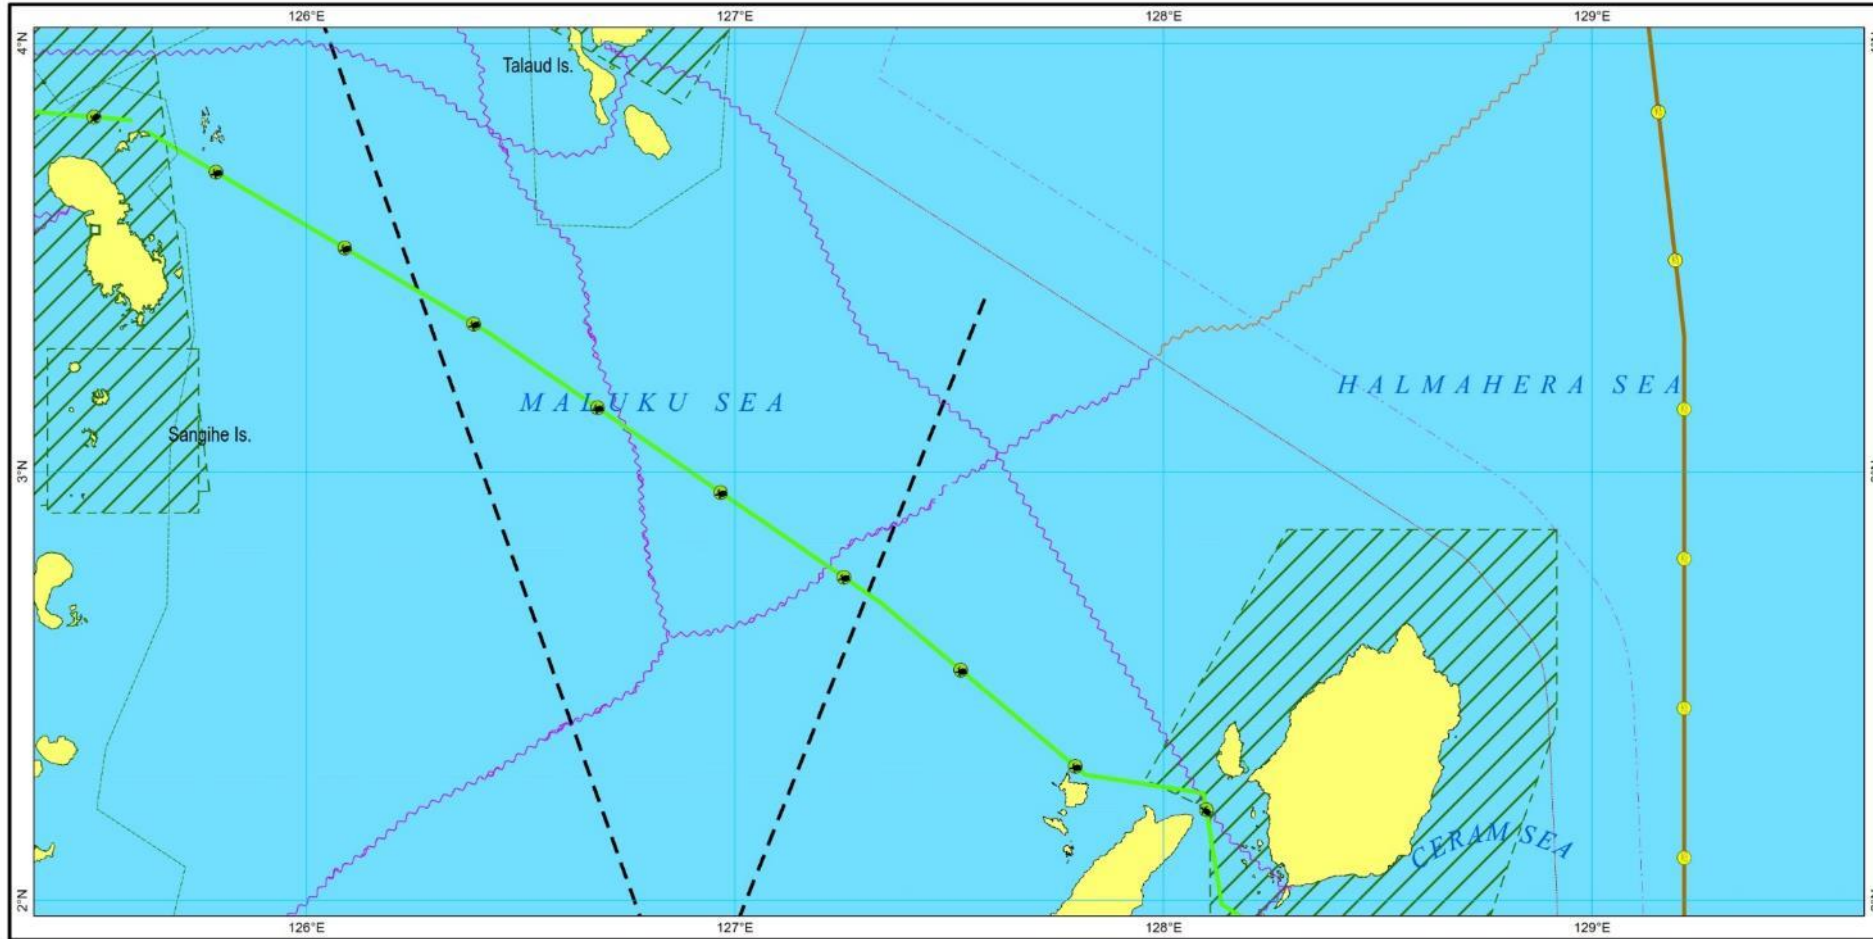 126°E 127°E 128°E 129°E
4°N
Talaud Is.
HALMAHERA SEA
MALUKU SEA
Sangihe Is.
3°N
CERAM SEA
2°N
126°E 127°E 128°E 129°E